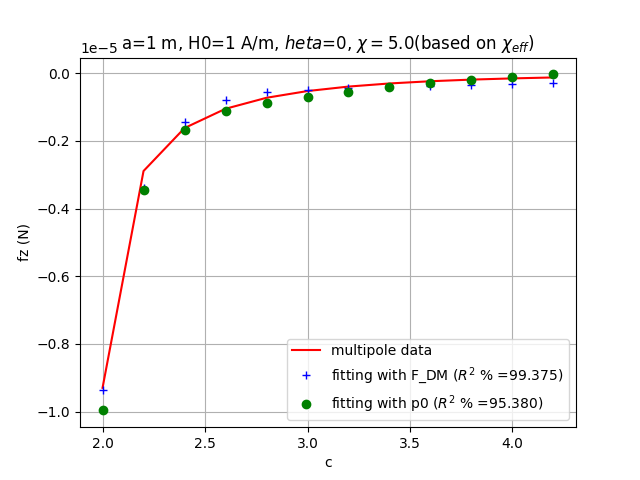 1e−5 a=1 m, H0=1 A/m, heta=0, χ = 5.0(based on χ_eff)
0.0
−0.2
−0.4
−0.6
−0.8
−1.0
fz (N)
multipole data
fitting with F_DM (R² % =99.375)
fitting with p0 (R² % =95.380)
2.0 2.5 3.0 3.5 4.0
c